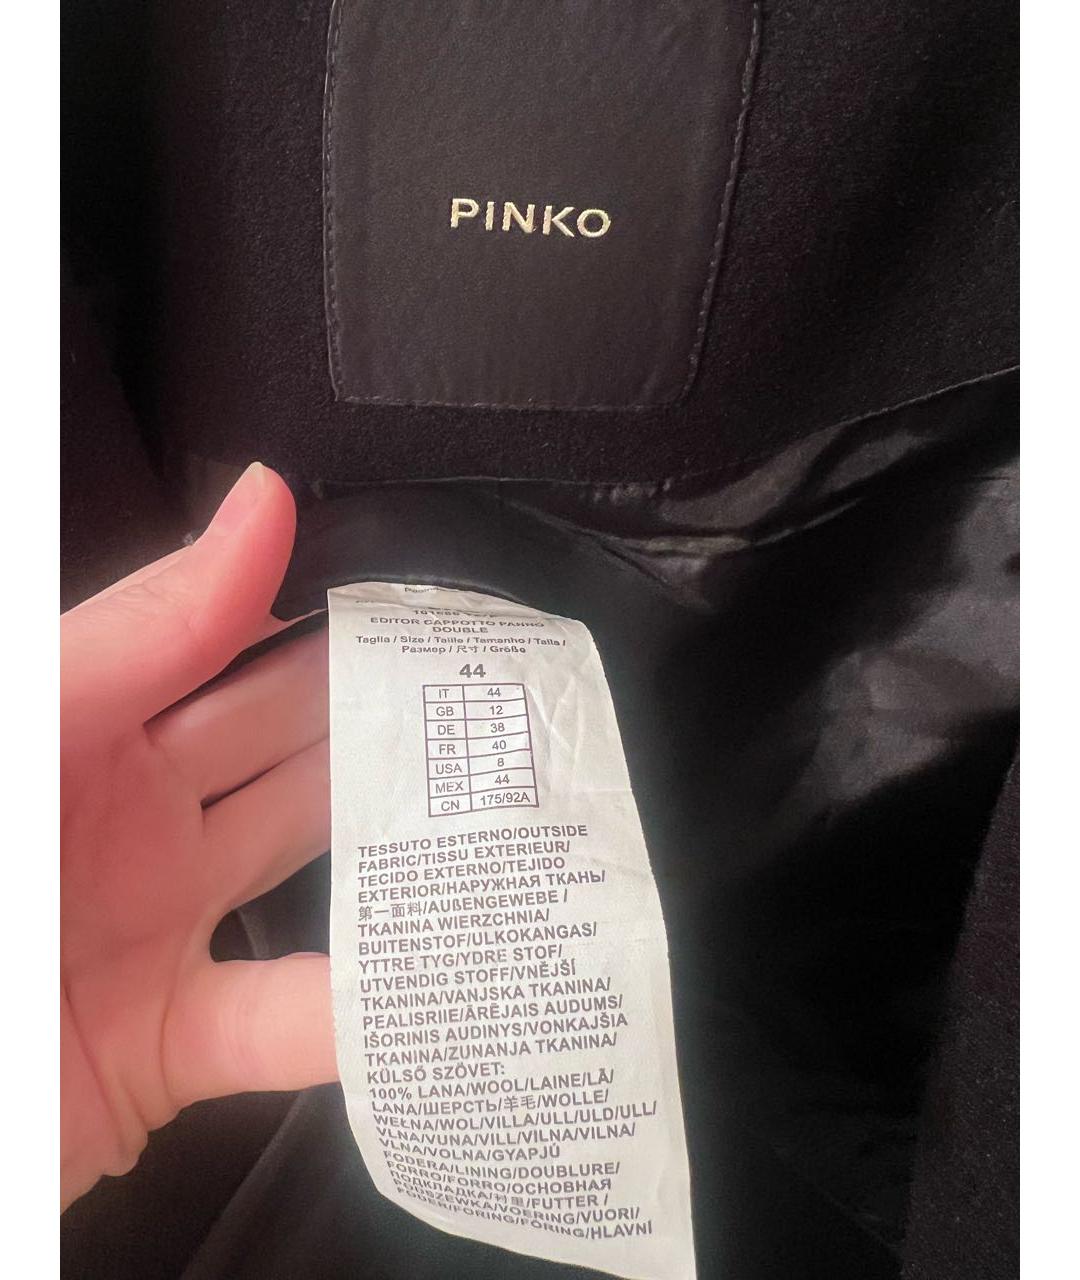 PINKO
EDITOR CAPPOTTO PANNO
DOUBLE
Taglia / Size / Taille / Tamanho / Talla /
Размер / 尺寸 / Größe
44
IT 44
GB 12
DE 38
FR 40
USA 8
MEX 44
CN 175/92A
TESSUTO ESTERNO/OUTSIDE
FABRIC/TISSU EXTERIEUR/
TECIDO EXTERNO/TEJIDO
EXTERIOR/НАРУЖНАЯ ТКАНЬ/
第一面料/AUßENGEWEBE /
TKANINA WIERZCHNIA/
BUITENSTOF/ULKOKANGAS/
YTTRE TYG/YDRE STOF/
UTVENDIG STOFF/VNĚJŠÍ
TKANINA/VANJSKA TKANINA/
PEALISRIIE/ĀRĒJAIS AUDUMS/
IŠORINIS AUDINYS/VONKAJŠIA
TKANINA/ZUNANJA TKANINA/
KÜLSŐ SZÖVET:
100% LANA/WOOL/LAINE/LÃ/
LANA/ШЕРСТЬ/羊毛/WOLLE/
WEŁNA/WOL/VILLA/ULL/ULD/ULL/
VLNA/VUNA/VILL/VILNA/VILNA/
VLNA/VOLNA/GYAPJÚ
FODERA/LINING/DOUBLURE/
FORRO/FORRO/ОСНОВНАЯ
ПОДКЛАДКА/衬里/FUTTER /
PODSZEWKA/VOERING/VUORI/
FODER/FÔRING/FORING/HLAVNÍ